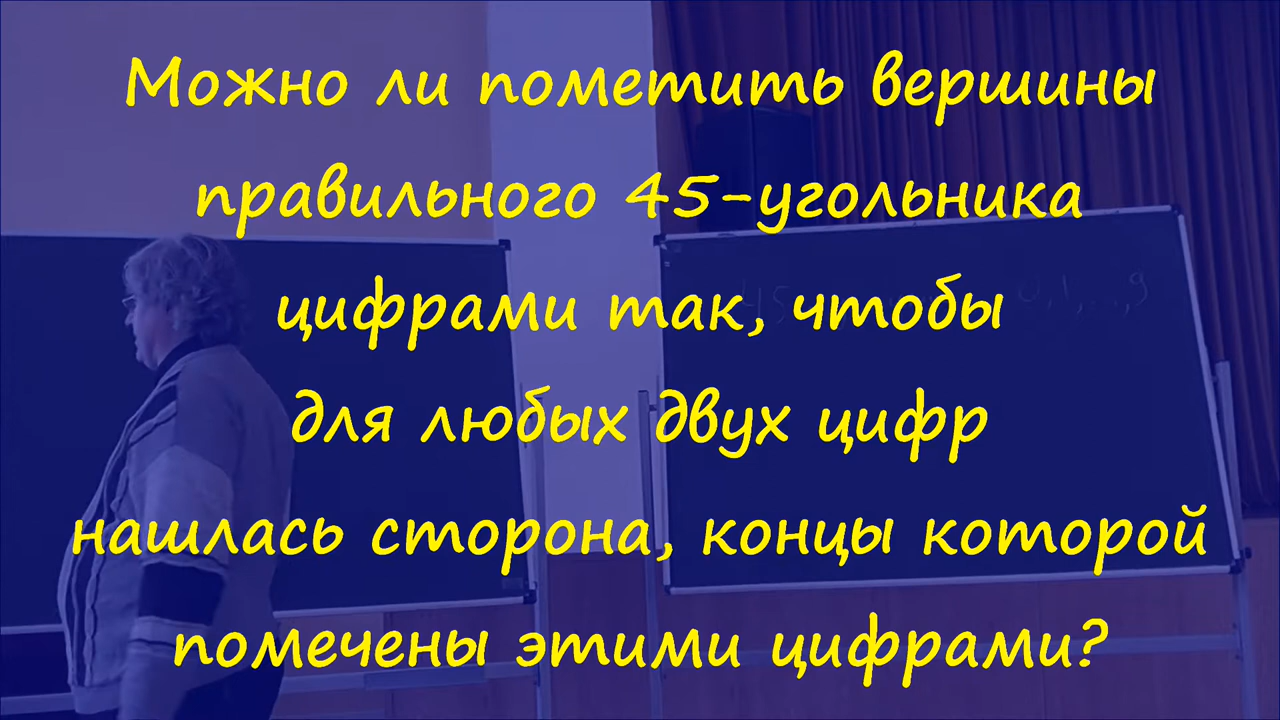 Можно ли пометить вершины
правильного 45-угольника
цифрами так, чтобы
для любых двух цифр
нашлась сторона, концы которой
помечены этими цифрами?